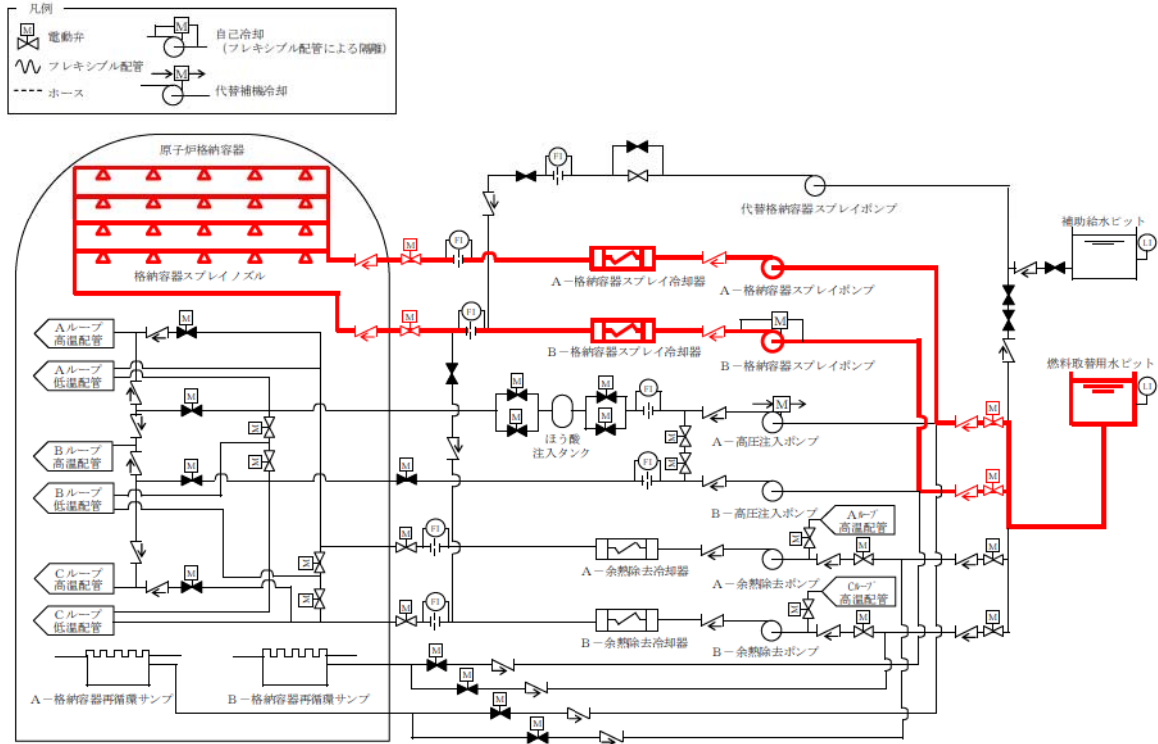 凡例
M
電動弁
フレキシブル配管
ホース
M
自己冷却
(フレキシブル配管による隔離)
M
代替補機冷却
原子炉格納容器
格納容器スプレイノズル
FI
代替格納容器スプレイポンプ
補助給水ピット
LI
M
FI
A-格納容器スプレイ冷却器
A-格納容器スプレイポンプ
M
FI
M
B-格納容器スプレイ冷却器
B-格納容器スプレイポンプ
燃料取替用水ピット
LI
Aループ
高温配管
M
Aループ
低温配管
M
M
M
M
M
FI
M
ほう酸
注入タンク
A-高圧注入ポンプ
M
M
M
M
M
Bループ
高温配管
M
M
FI
Bループ
低温配管
B-高圧注入ポンプ
M
Aループ
高温配管
M
M
FI
M
M
M
A-余熱除去冷却器
A-余熱除去ポンプ
Cループ
高温配管
M
M
Cループ
高温配管
M
Cループ
低温配管
M
FI
M
M
B-余熱除去冷却器
B-余熱除去ポンプ
A-格納容器再循環サンプ
B-格納容器再循環サンプ
M
M
M
M